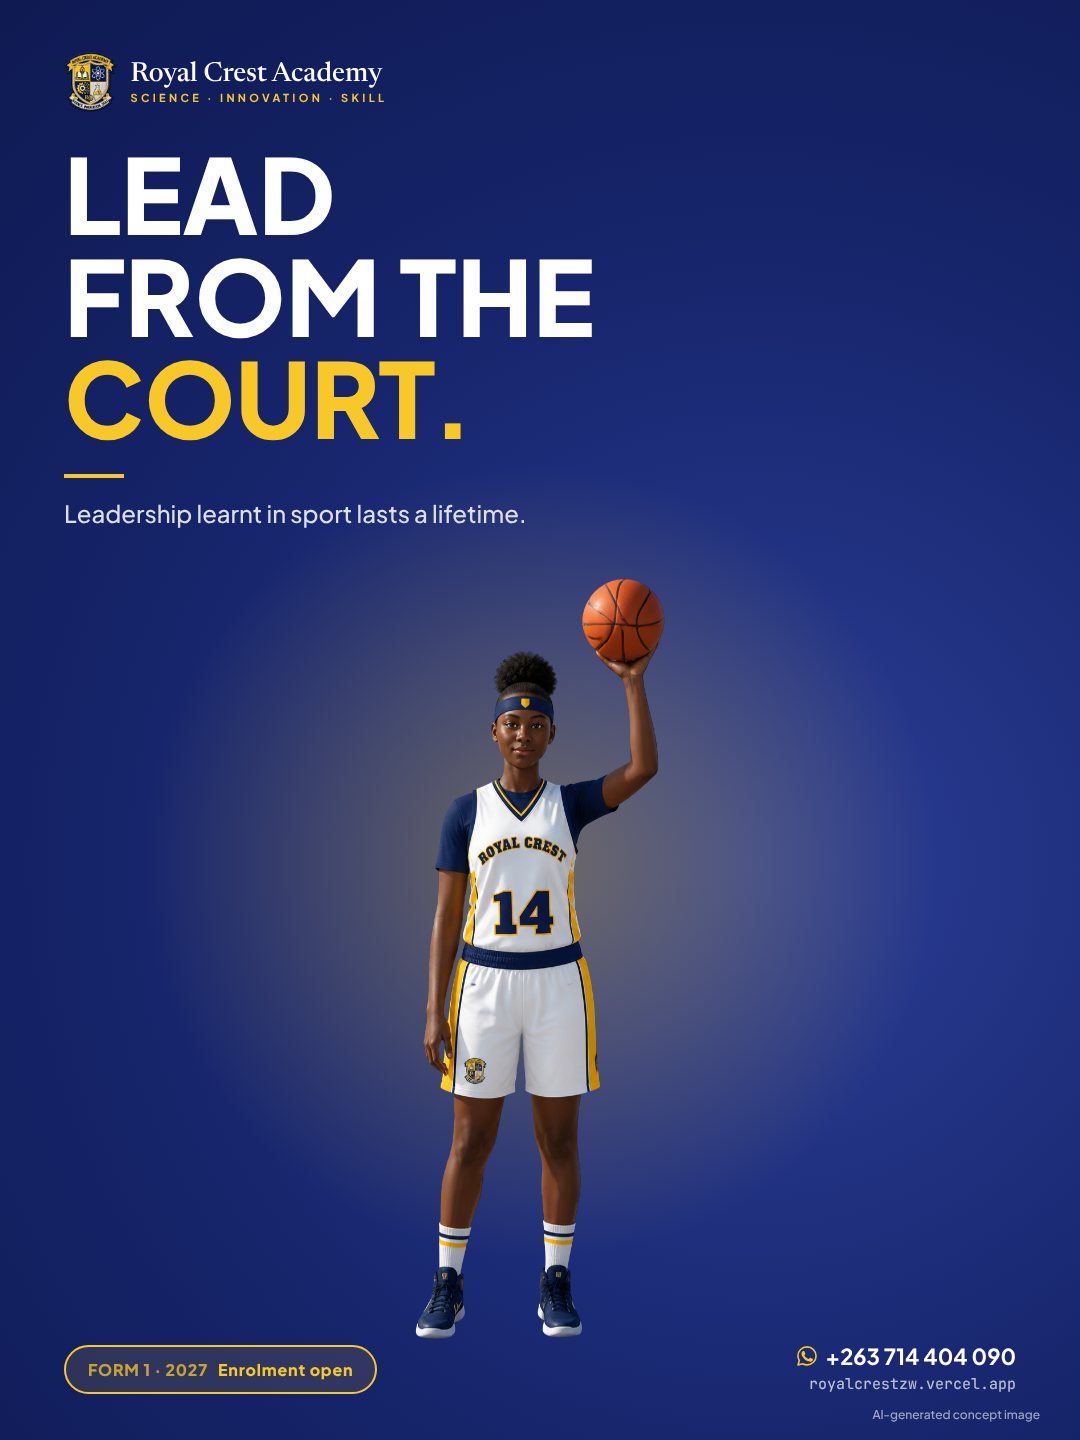 Royal Crest Academy
SCIENCE · INNOVATION · SKILL
LEAD
FROM THE
COURT.
Leadership learnt in sport lasts a lifetime.
ROYAL CREST
14
FORM 1 · 2027 Enrolment open
+263 714 404 090
royalcrestzw.vercel.app
AI-generated concept image